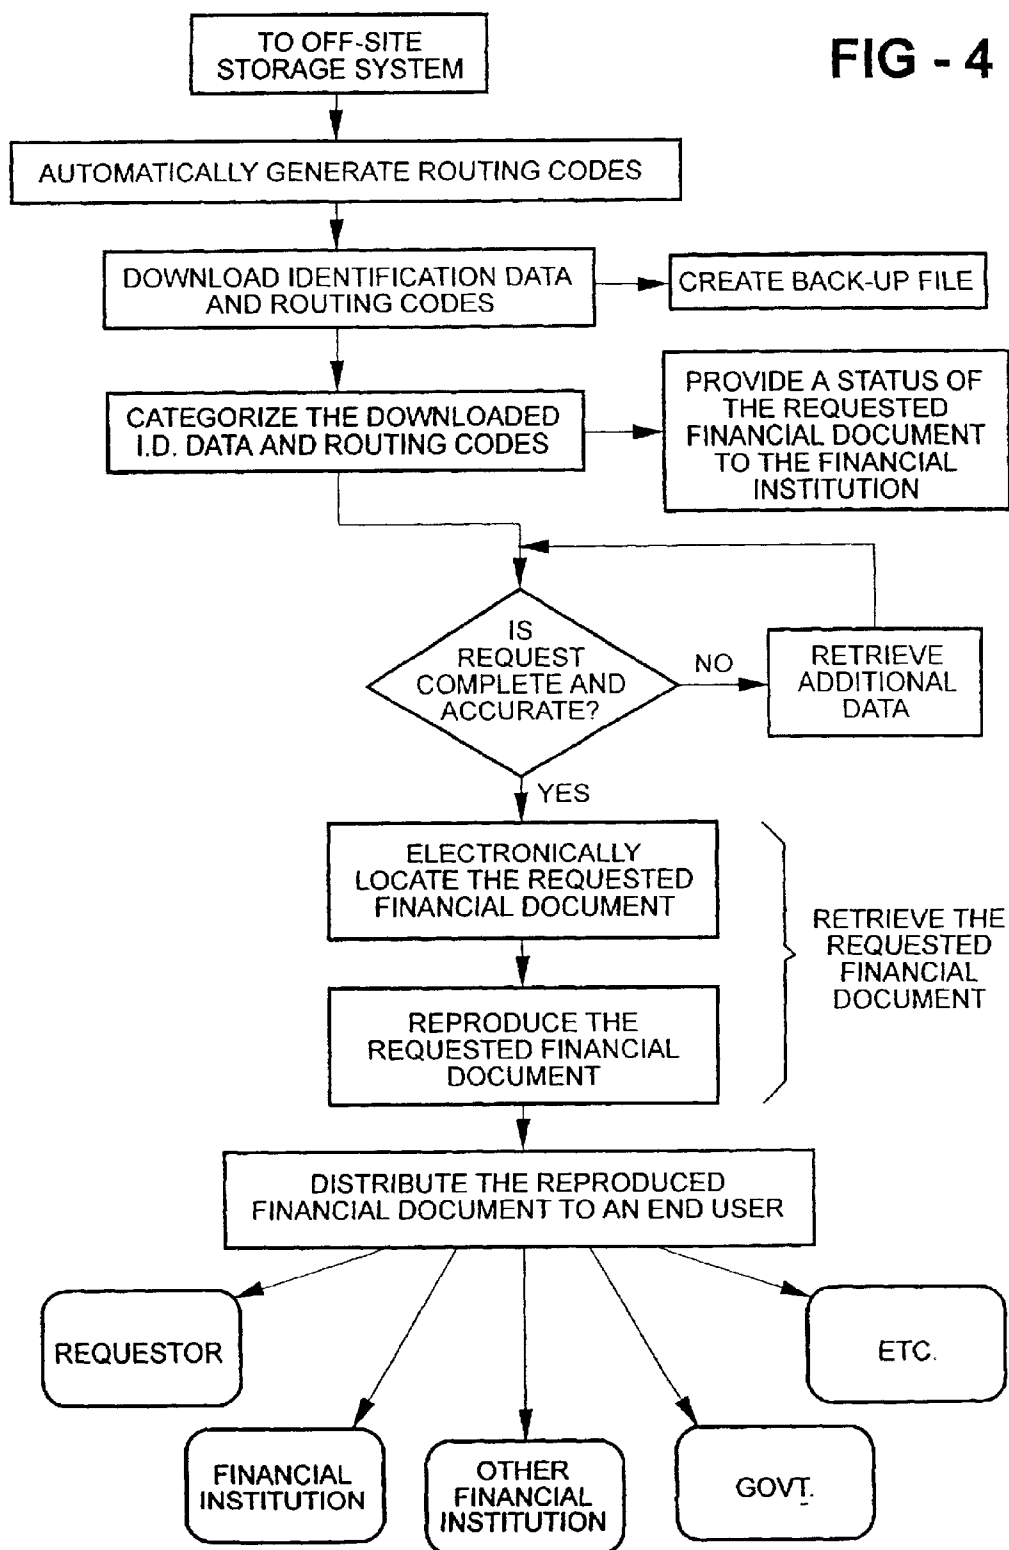 TO OFF-SITE
STORAGE SYSTEM
FIG - 4
AUTOMATICALLY GENERATE ROUTING CODES
DOWNLOAD IDENTIFICATION DATA
AND ROUTING CODES
CREATE BACK-UP FILE
CATEGORIZE THE DOWNLOADED
I.D. DATA AND ROUTING CODES
PROVIDE A STATUS OF
THE REQUESTED
FINANCIAL DOCUMENT
TO THE FINANCIAL
INSTITUTION
IS
REQUEST
COMPLETE AND
ACCURATE?
NO
RETRIEVE
ADDITIONAL
DATA
YES
ELECTRONICALLY
LOCATE THE REQUESTED
FINANCIAL DOCUMENT
REPRODUCE THE
REQUESTED FINANCIAL
DOCUMENT
RETRIEVE THE
REQUESTED
FINANCIAL
DOCUMENT
DISTRIBUTE THE REPRODUCED
FINANCIAL DOCUMENT TO AN END USER
REQUESTOR
FINANCIAL
INSTITUTION
OTHER
FINANCIAL
INSTITUTION
GOVT.
ETC.